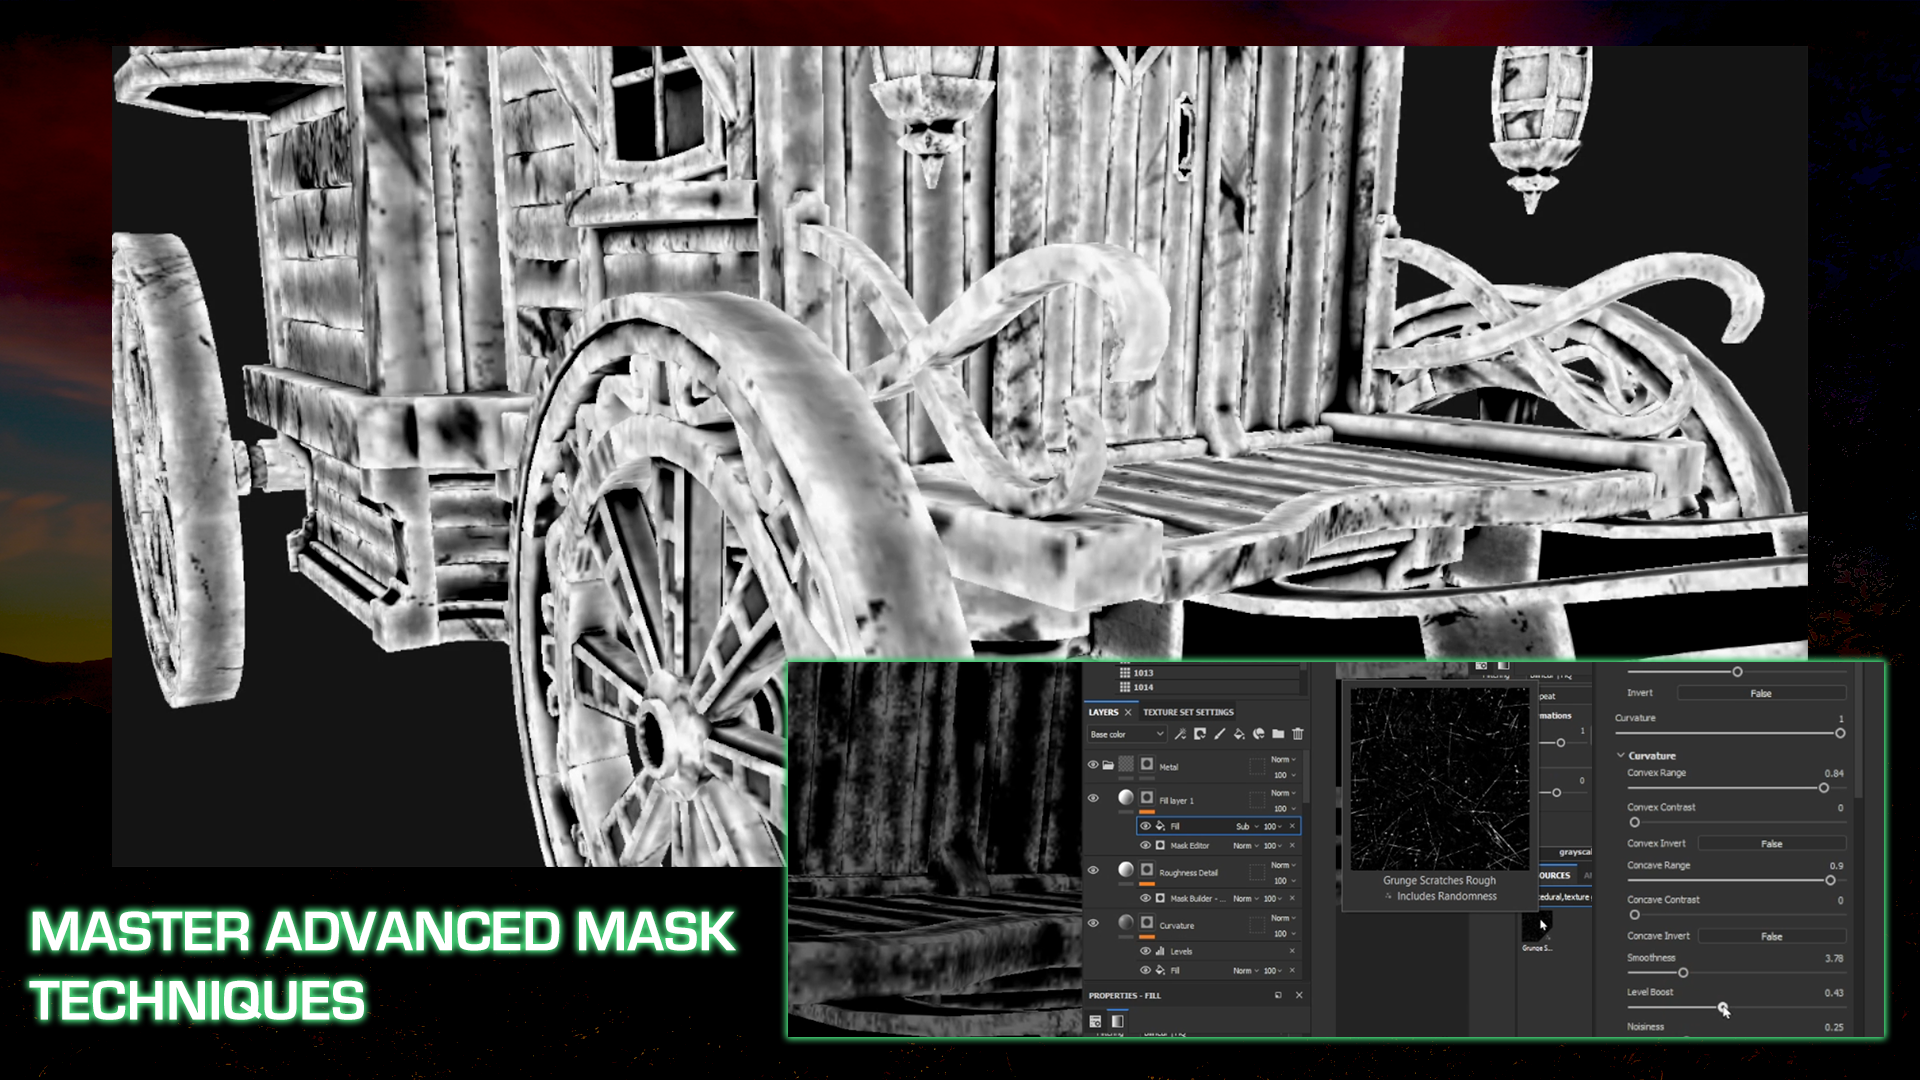 MASTER ADVANCED MASK
TECHNIQUES
1013
1014
LAYERS
TEXTURE SET SETTINGS
Base color
Metal
Norm
100
Fill layer 1
Norm
100
Fill
Sub
100
Mask Editor
Norm
100
Roughness Detail
Norm
100
Mask Builder - ...
Norm
100
Curvature
Norm
100
Levels
Fill
Norm
100
PROPERTIES - FILL
Grunge Scratches Rough
Includes Randomness
peat
mations
1
0
grayscal
OURCES
cedural,texture
Grunge S...
Invert
False
Curvature
1
Curvature
Convex Range
0.84
Convex Contrast
0
Convex Invert
False
Concave Range
0.9
Concave Contrast
0
Concave Invert
False
Smoothness
3.78
Level Boost
0.43
Noisiness
0.25